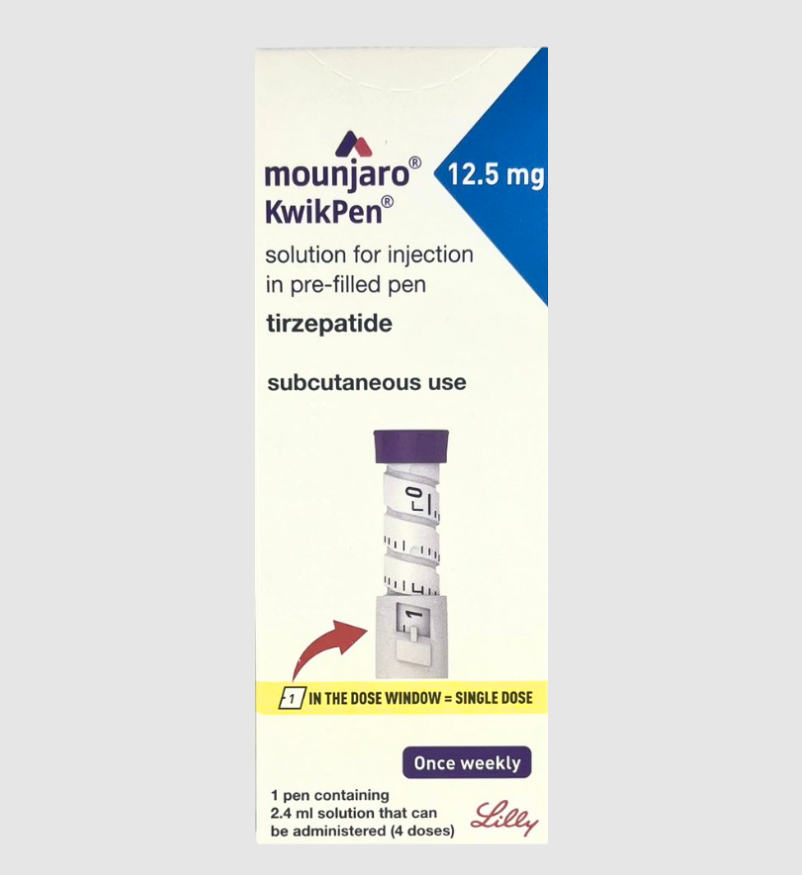 mounjaro®
KwikPen®
12.5 mg
solution for injection
in pre-filled pen
tirzepatide
subcutaneous use
0
1
1 IN THE DOSE WINDOW = SINGLE DOSE
Once weekly
1 pen containing
2.4 ml solution that can
be administered (4 doses)
Lilly